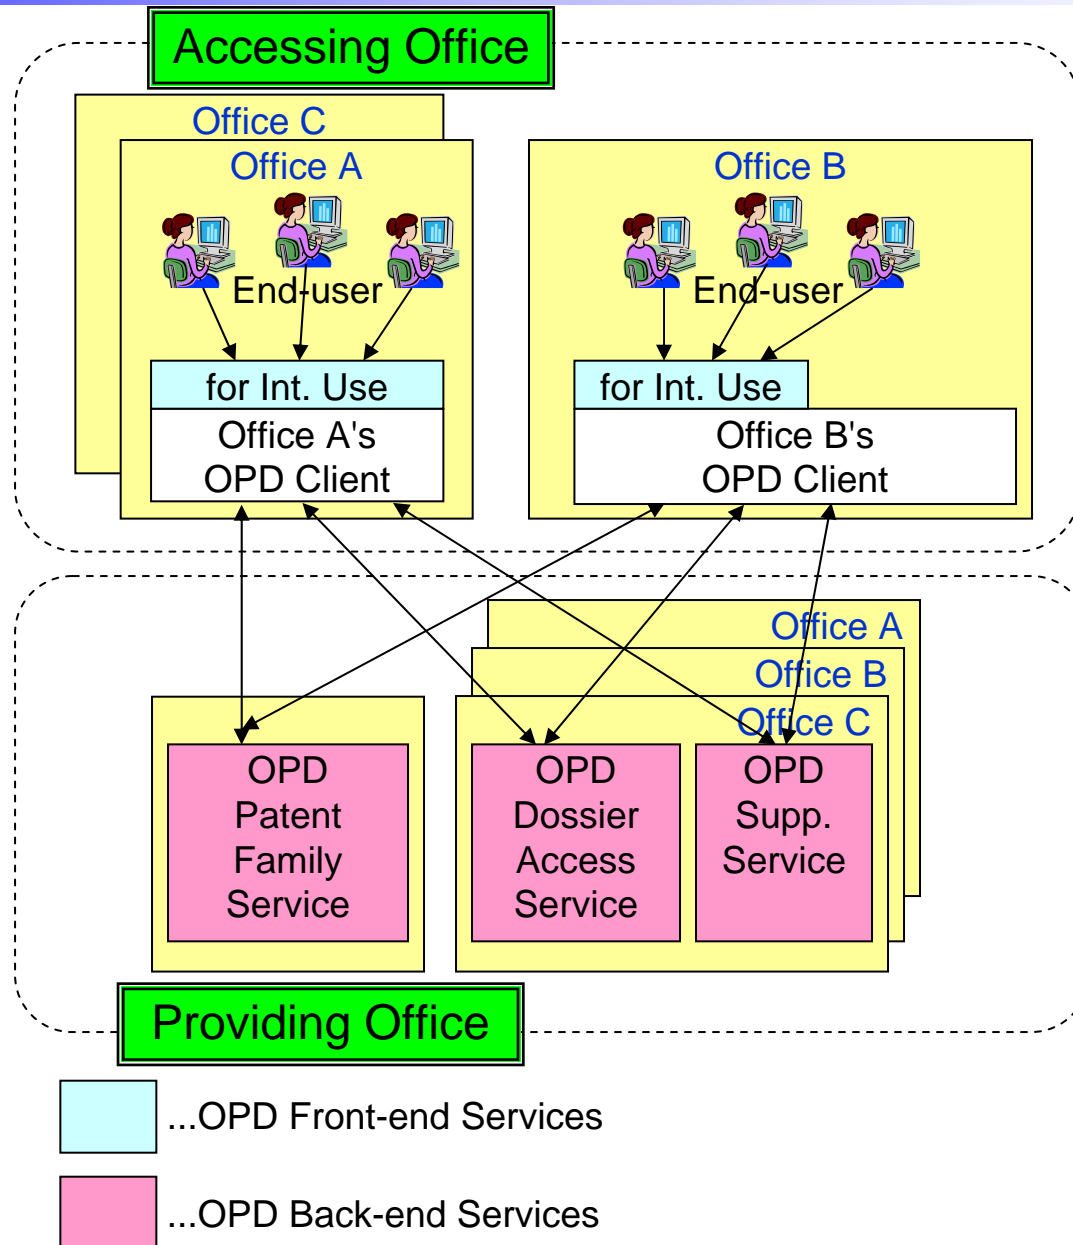 Accessing Office
Office C
Office A
Office B
End-user
End-user
for Int. Use
for Int. Use
Office A's
OPD Client
Office B's
OPD Client
Office A
Office B
Office C
OPD
Patent
Family
Service
OPD
Dossier
Access
Service
OPD
Supp.
Service
Providing Office
...OPD Front-end Services
...OPD Back-end Services